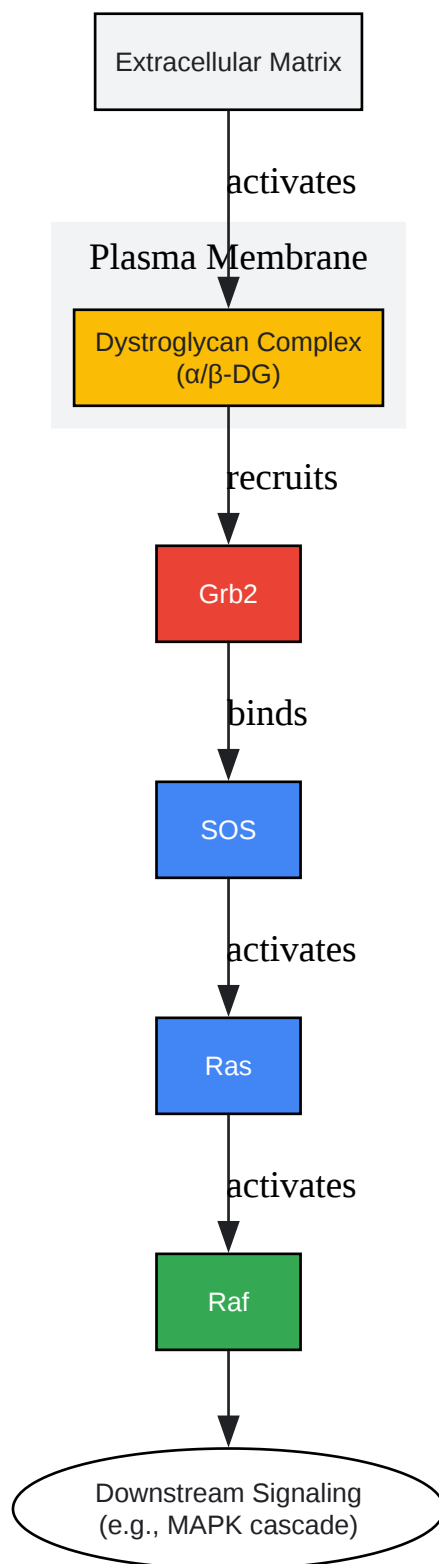 Extracellular Matrix
activates
Plasma Membrane
Dystroglycan Complex
(α/β-DG)
recruits
Grb2
binds
SOS
activates
Ras
activates
Raf
Downstream Signaling
(e.g., MAPK cascade)